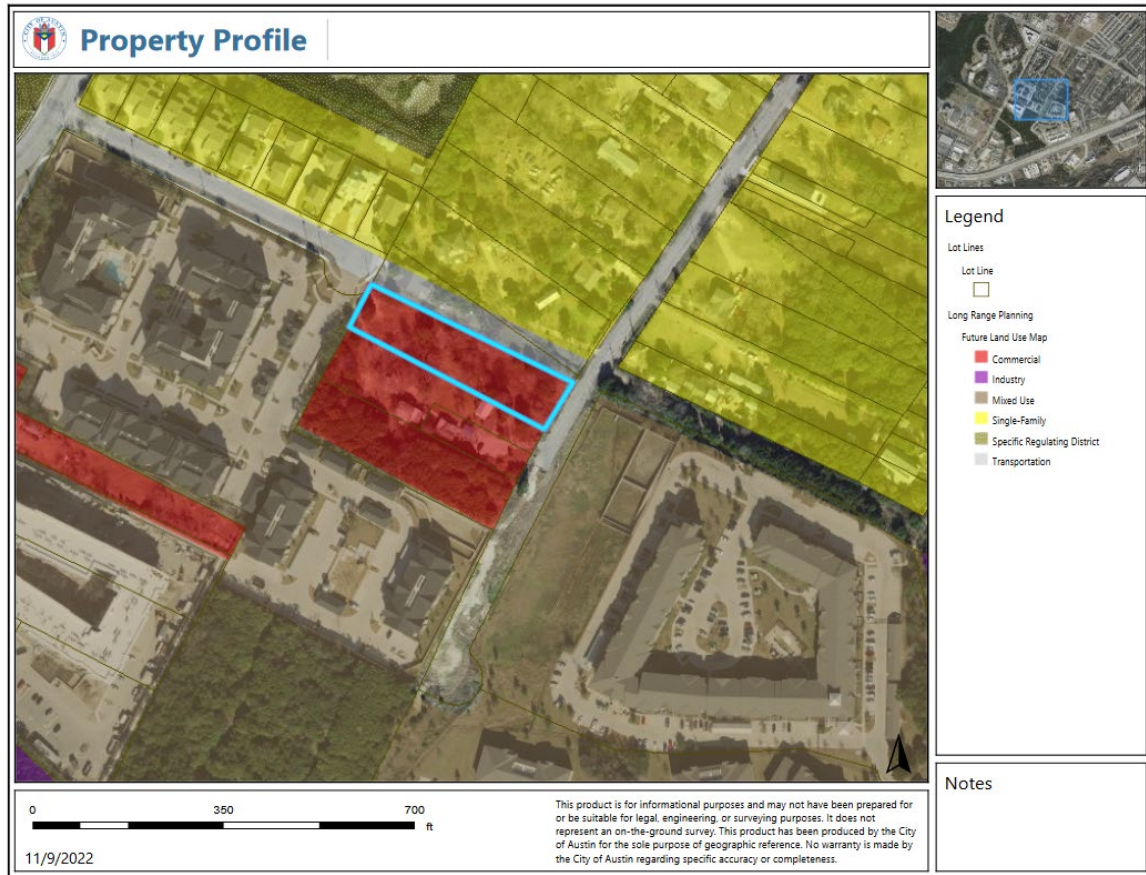 Property Profile
Legend
Lot Lines
Lot Line
Long Range Planning
Future Land Use Map
Commercial
Industry
Mixed Use
Single-Family
Specific Regulating District
Transportation
Notes
0 350 700
ft
11/9/2022
This product is for informational purposes and may not have been prepared for
or be suitable for legal, engineering, or surveying purposes. It does not
represent an on-the-ground survey. This product has been produced by the City
of Austin for the sole purpose of geographic reference. No warranty is made by
the City of Austin regarding specific accuracy or completeness.